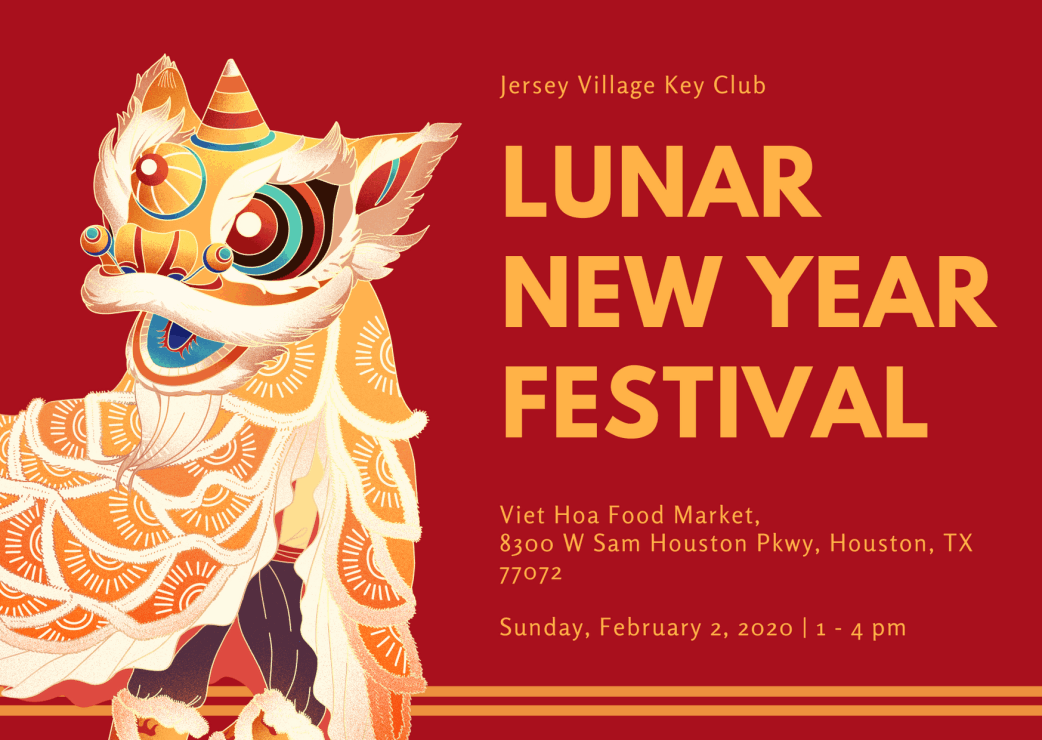 Jersey Village Key Club
LUNAR
NEW YEAR
FESTIVAL
Viet Hoa Food Market,
8300 W Sam Houston Pkwy, Houston, TX
77072
Sunday, February 2, 2020 | 1 - 4 pm